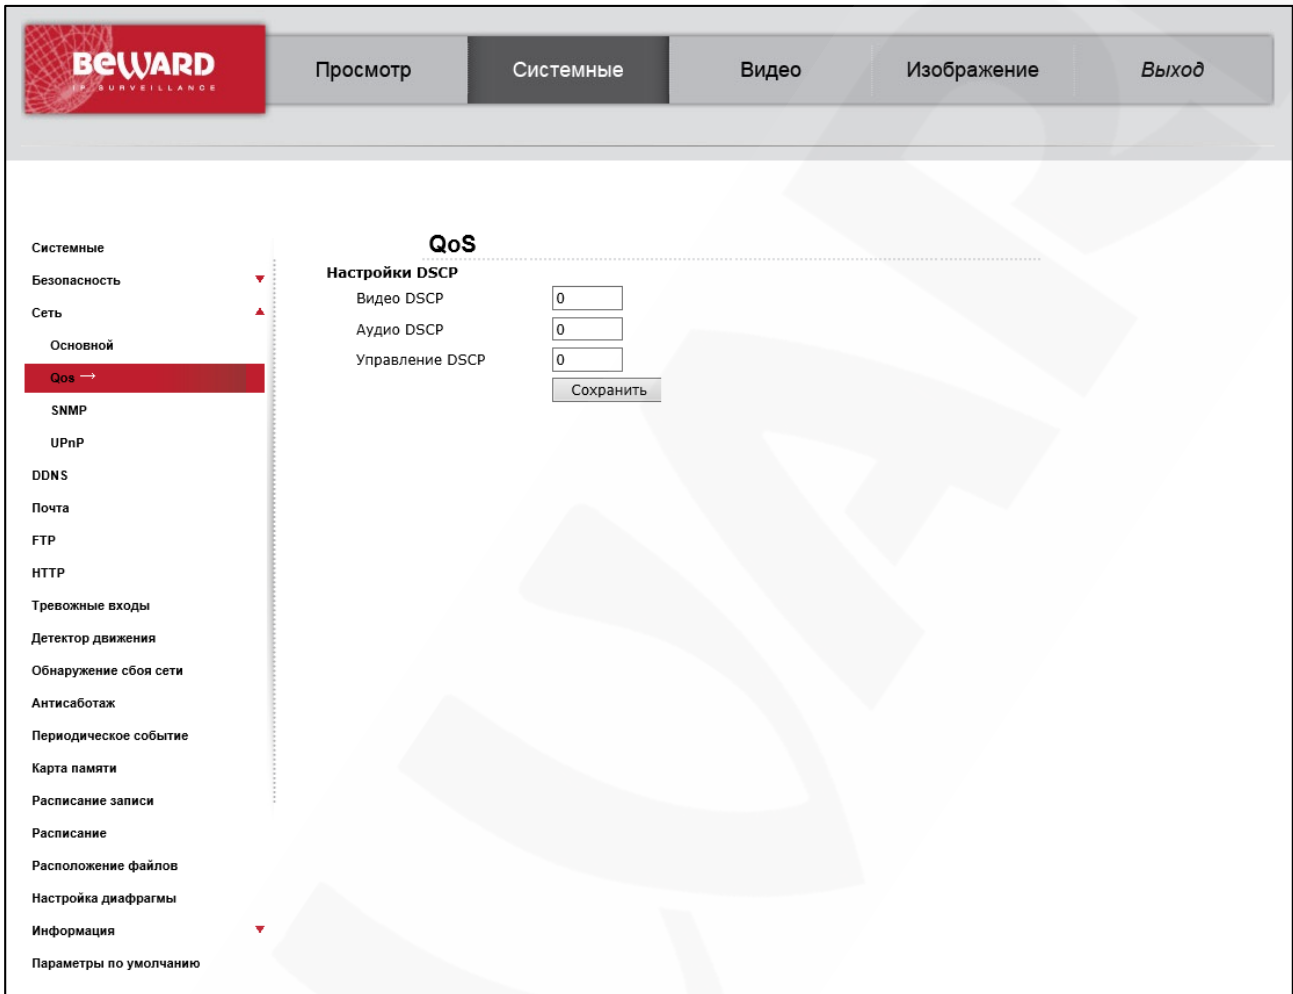 BEWARD
IP SURVEILLANCE
Просмотр
Системные
Видео
Изображение
Выход
Системные
Безопасность
Сеть
Основной
Qos →
SNMP
UPnP
DDNS
Почта
FTP
HTTP
Тревожные входы
Детектор движения
Обнаружение сбоя сети
Антисаботаж
Периодическое событие
Карта памяти
Расписание записи
Расписание
Расположение файлов
Настройка диафрагмы
Информация
Параметры по умолчанию
QoS
Настройки DSCP
Видео DSCP 0
Аудио DSCP 0
Управление DSCP 0
Сохранить